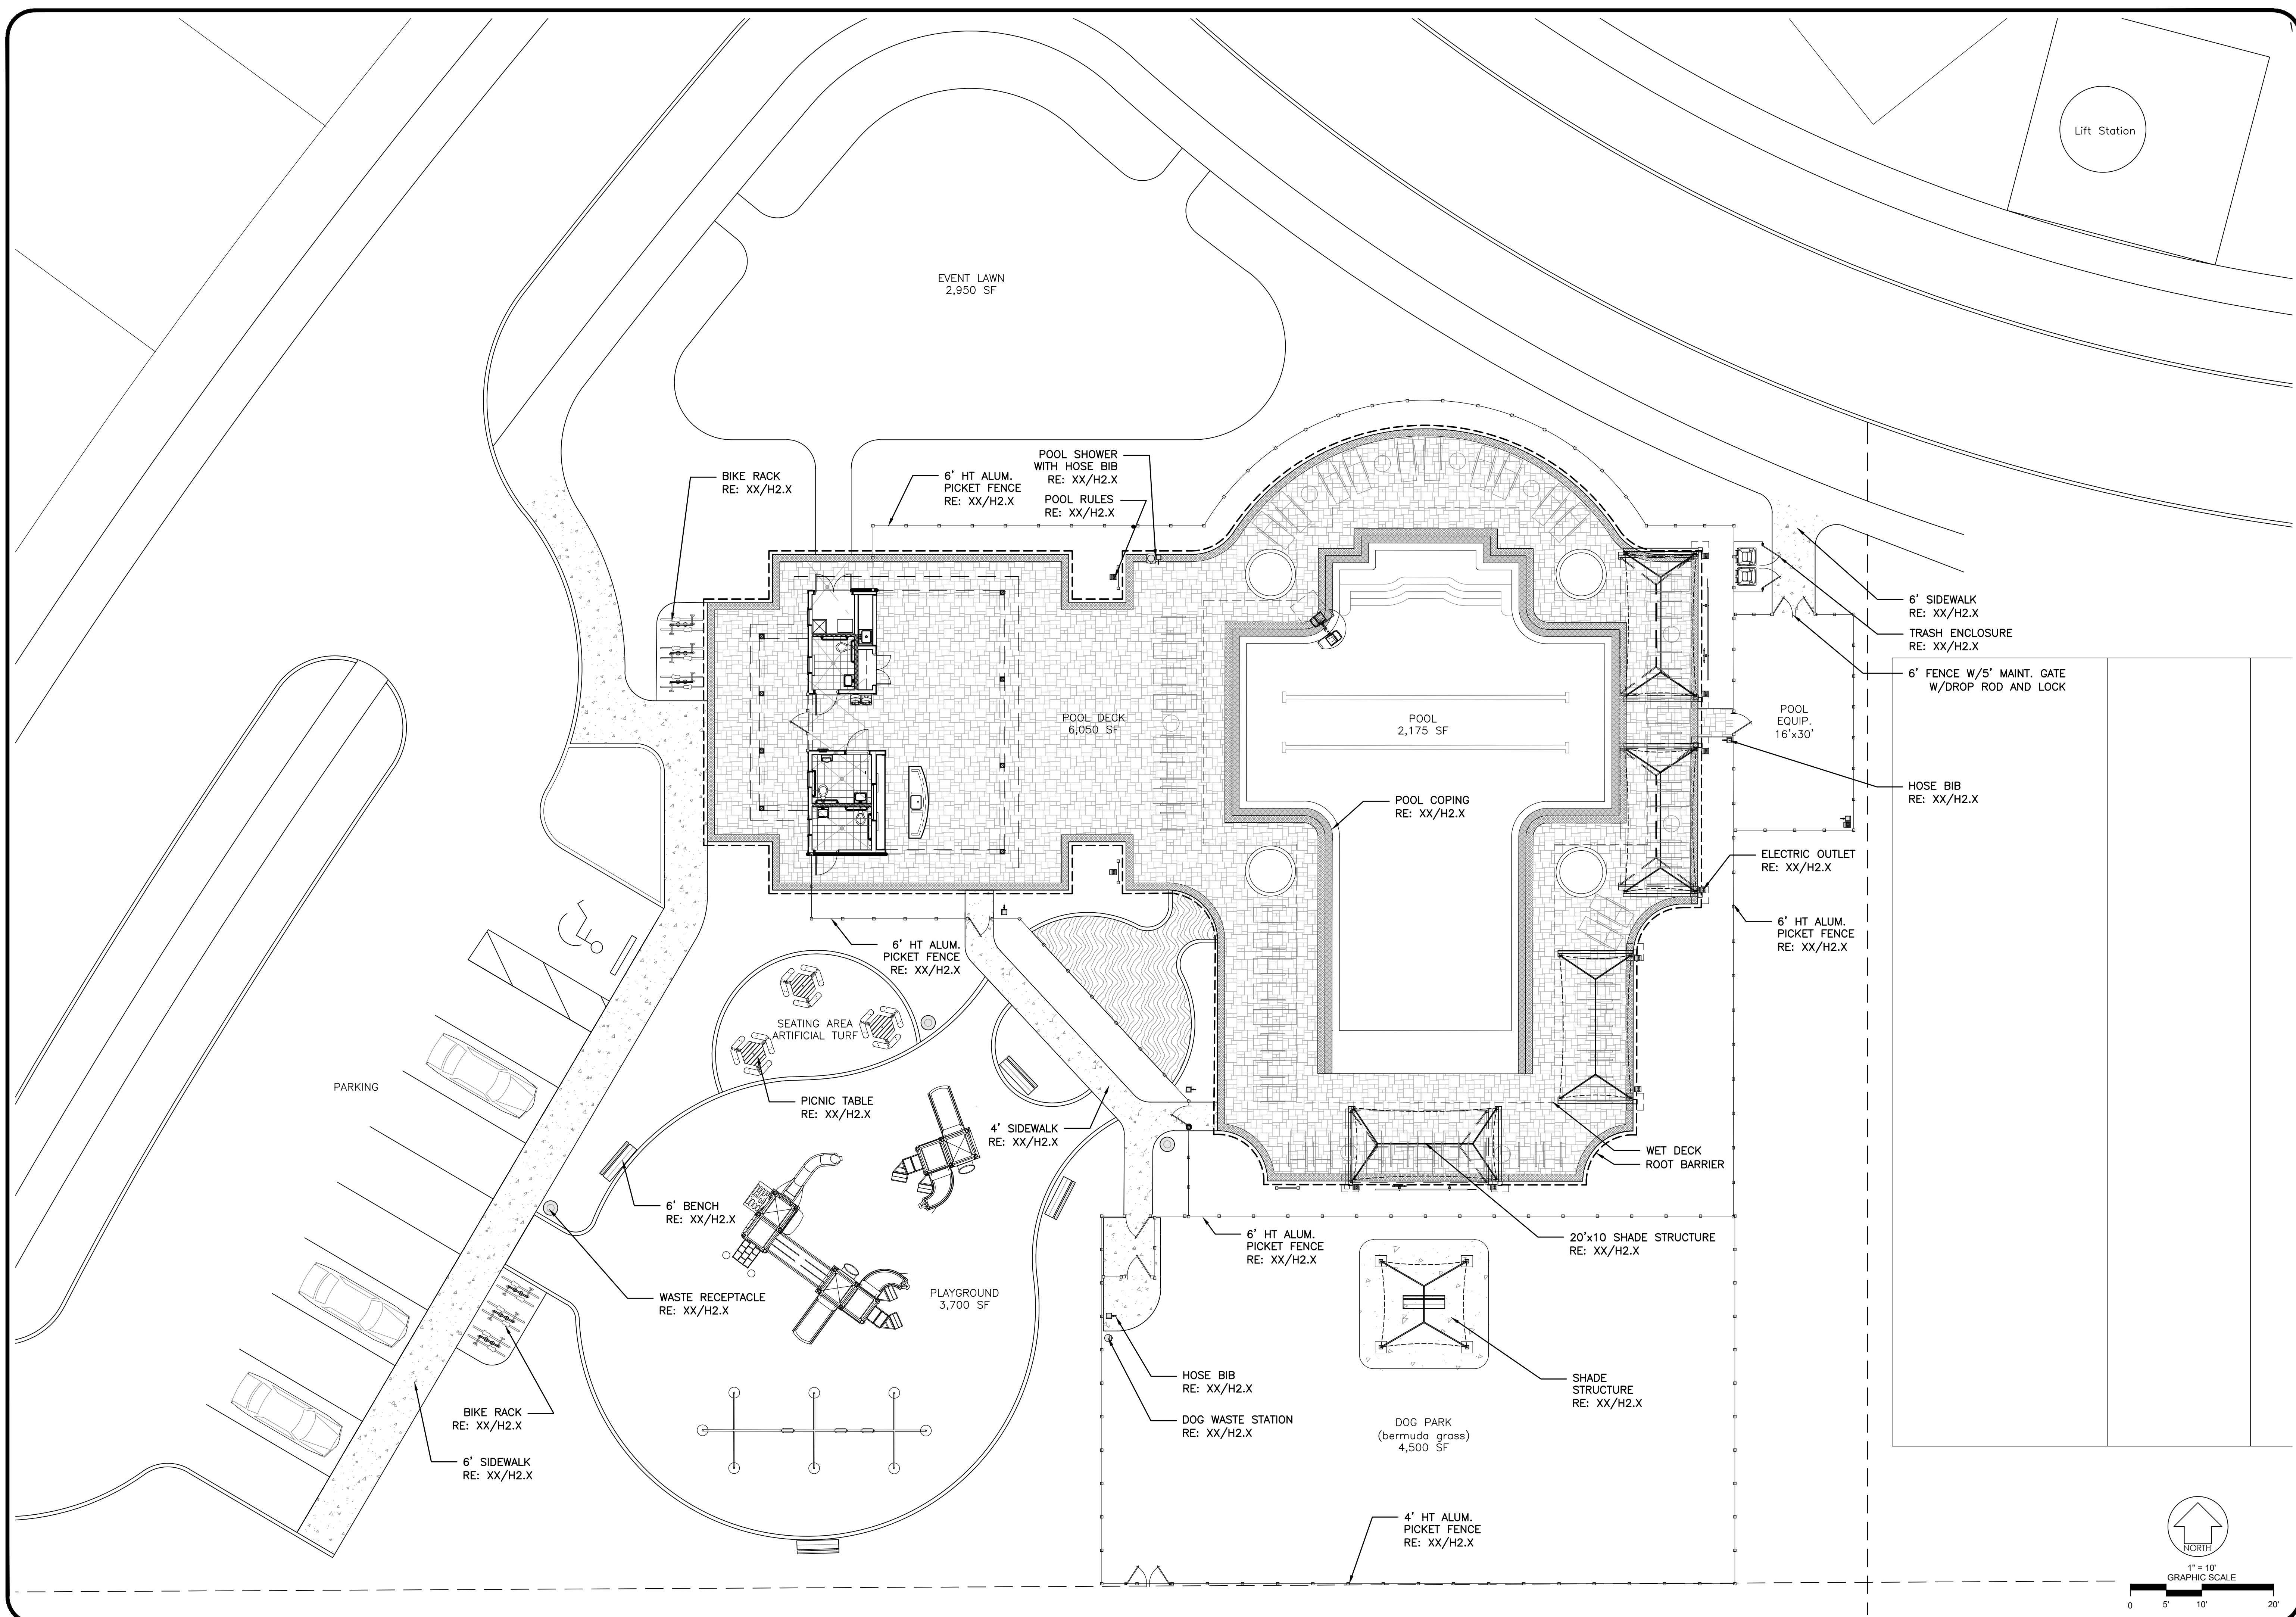 Lift Station
EVENT LAWN
2,950 SF
BIKE RACK
RE: XX/H2.X
6' HT ALUM.
PICKET FENCE
RE: XX/H2.X
POOL SHOWER
WITH HOSE BIB
RE: XX/H2.X
POOL RULES
RE: XX/H2.X
6' SIDEWALK
RE: XX/H2.X
TRASH ENCLOSURE
RE: XX/H2.X
6' FENCE W/5' MAINT. GATE
W/DROP ROD AND LOCK
POOL DECK
6,050 SF
POOL
2,175 SF
POOL
EQUIP.
16'x30'
HOSE BIB
RE: XX/H2.X
POOL COPING
RE: XX/H2.X
ELECTRIC OUTLET
RE: XX/H2.X
6' HT ALUM.
PICKET FENCE
RE: XX/H2.X
6' HT ALUM.
PICKET FENCE
RE: XX/H2.X
SEATING AREA
ARTIFICIAL TURF
PARKING
PICNIC TABLE
RE: XX/H2.X
4' SIDEWALK
RE: XX/H2.X
WET DECK
ROOT BARRIER
6' BENCH
RE: XX/H2.X
6' HT ALUM.
PICKET FENCE
RE: XX/H2.X
20'x10 SHADE STRUCTURE
RE: XX/H2.X
WASTE RECEPTACLE
RE: XX/H2.X
PLAYGROUND
3,700 SF
HOSE BIB
RE: XX/H2.X
SHADE
STRUCTURE
RE: XX/H2.X
BIKE RACK
RE: XX/H2.X
DOG WASTE STATION
RE: XX/H2.X
DOG PARK
(bermuda grass)
4,500 SF
6' SIDEWALK
RE: XX/H2.X
4' HT ALUM.
PICKET FENCE
RE: XX/H2.X
NORTH
1" = 10'
GRAPHIC SCALE
0 5' 10' 20'